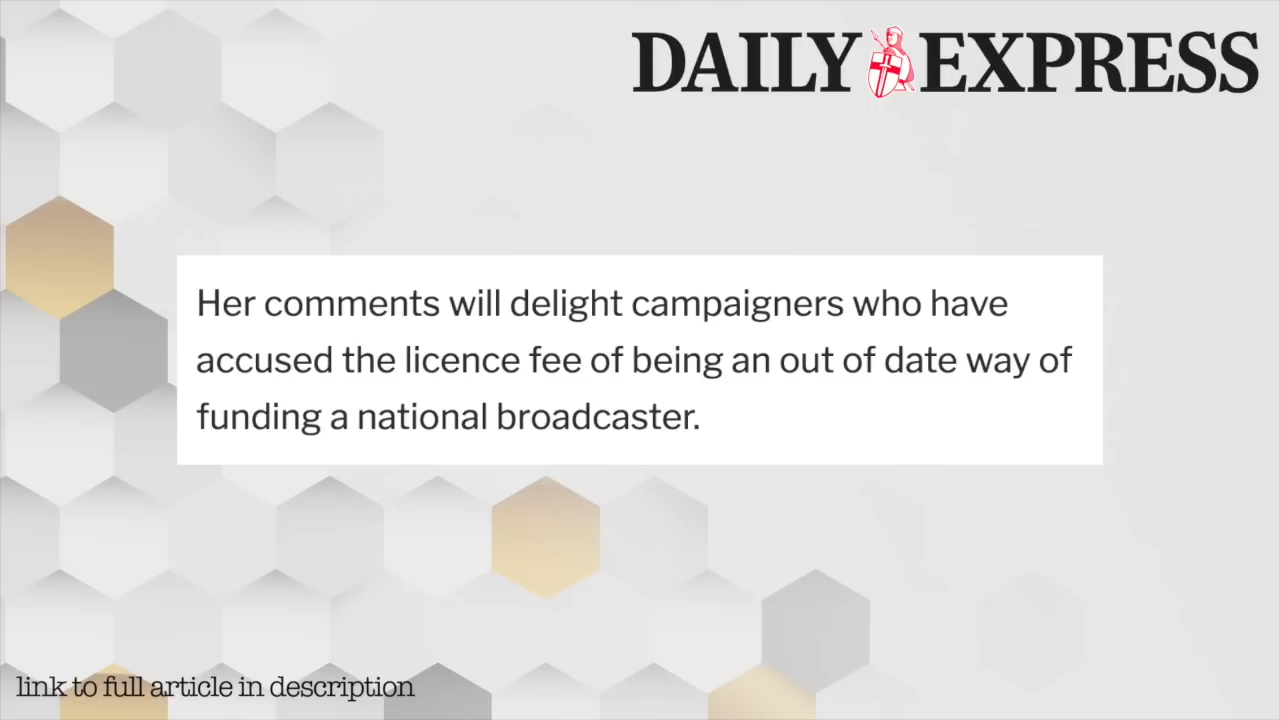 DAILY EXPRESS
Her comments will delight campaigners who have
accused the licence fee of being an out of date way of
funding a national broadcaster.
link to full article in description